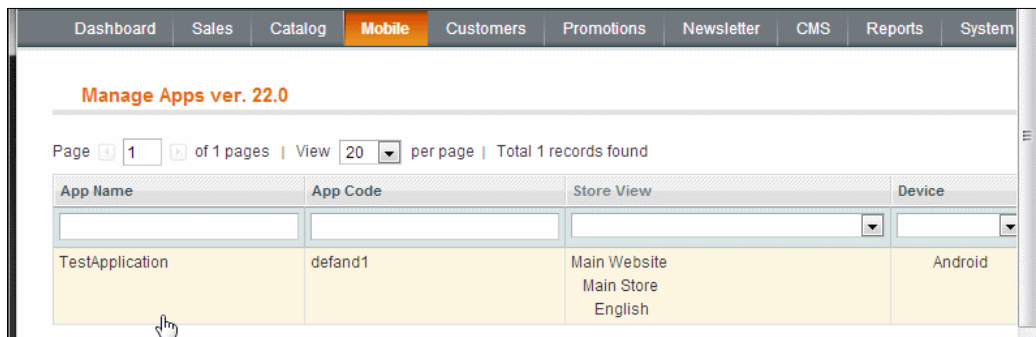 Dashboard Sales Catalog Mobile Customers Promotions Newsletter CMS Reports System
Manage Apps ver. 22.0
Page 1 of 1 pages | View 20 per page | Total 1 records found
App Name App Code Store View Device
TestApplication defand1 Main Website Android
Main Store
English